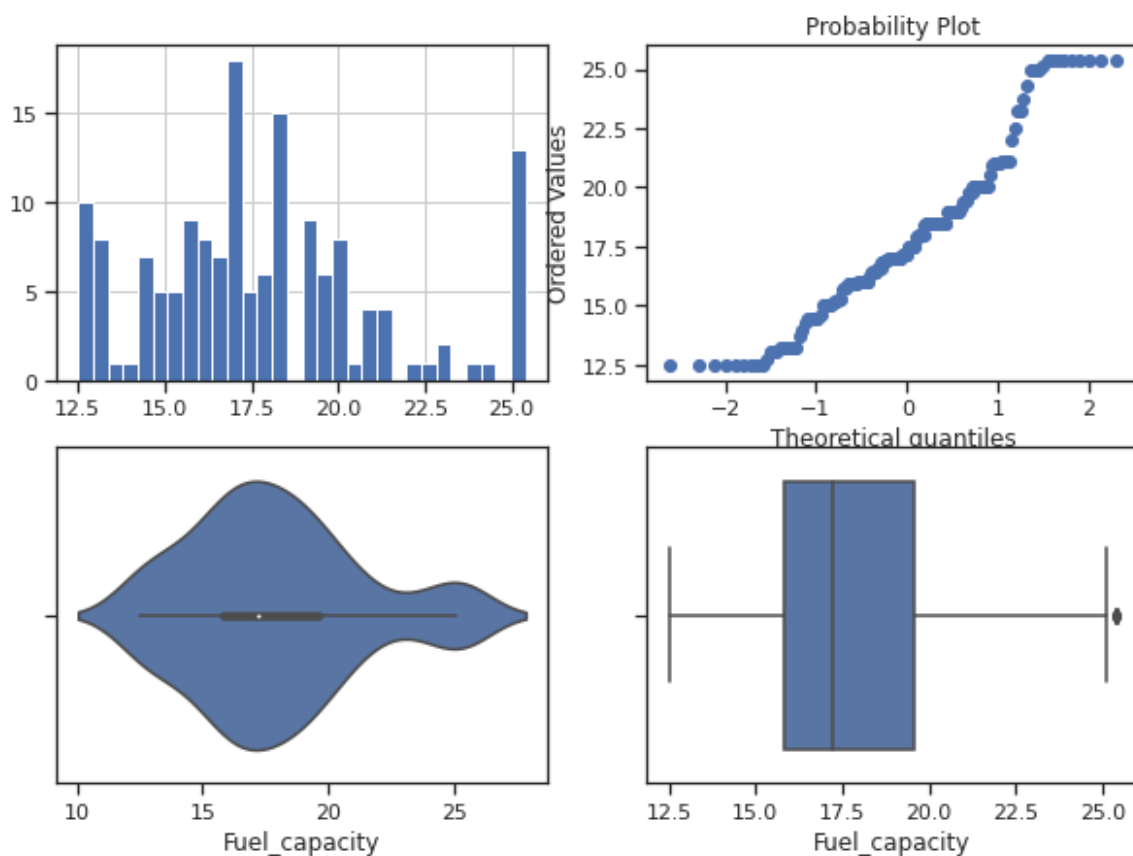 Probability Plot
15
10
5
0
12.5 15.0 17.5 20.0 22.5 25.0
Ordered Values
25.0
22.5
20.0
17.5
15.0
12.5
−2 −1 0 1 2
Theoretical quantiles
10 15 20 25
Fuel_capacity
12.5 15.0 17.5 20.0 22.5 25.0
Fuel_capacity